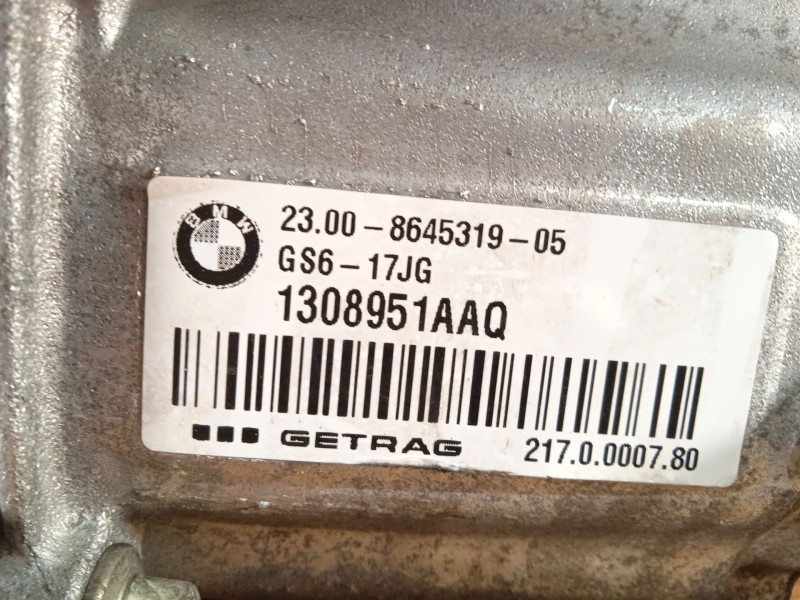 BMW
23.00-8645319-05
GS6-17JG
1308951AAQ
GETRAG
217.0.0007.80